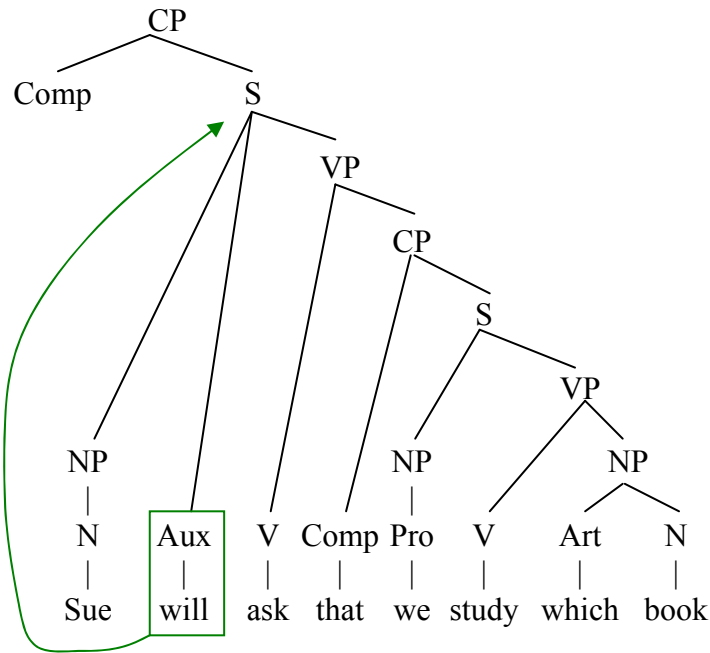 CP
Comp S
VP
CP
S
VP
NP NP NP
N Aux V Comp Pro V Art N
Sue will ask that we study which book